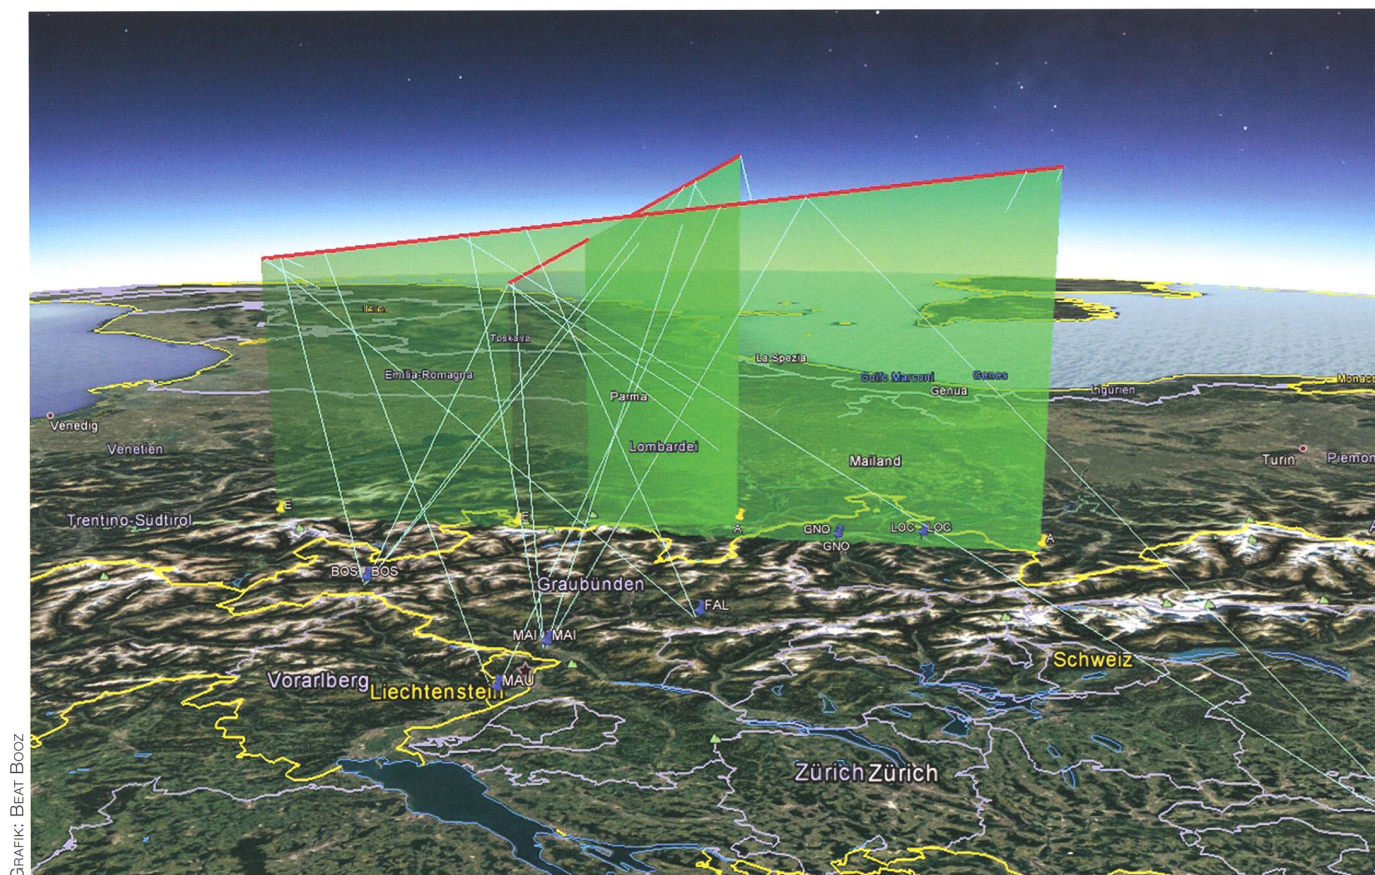 Toskana
La Spezia
Emilia-Romagna
Golfo Marconi
Genes
Monaco
Parma
Genua
Ligurien
Venedig
Venetien
Lombardei
Mailand
Turin
Piemon
Trentino-Südtirol
E
E
A
GNO
GNO
LOC LOC
A
BOS BOS
Graubünden
FAL
MAI MAI
Schweiz
Vorarlberg
Liechtenstein
MAU
Zürich Zürich
GRAFIK: BEAT BOOZ